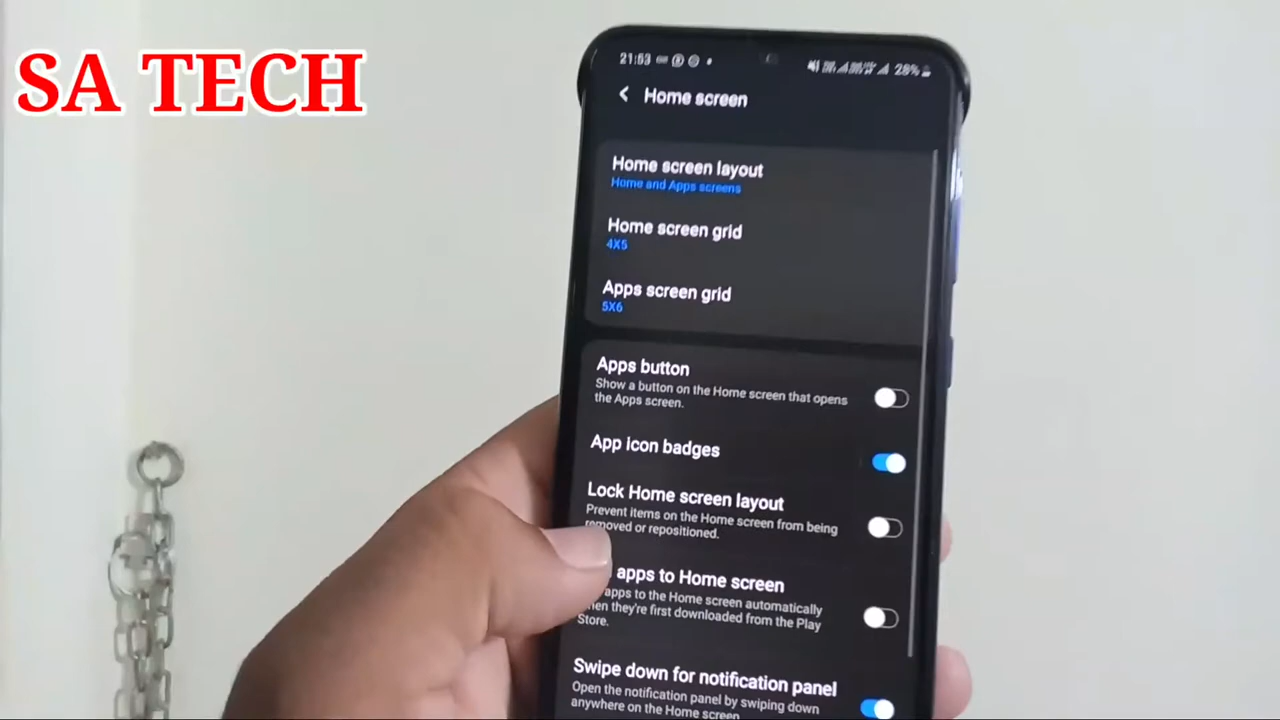 SA TECH
21:53
28%
Home screen
Home screen layout
Home and Apps screens
Home screen grid
4X5
Apps screen grid
5X6
Apps button
Show a button on the Home screen that opens
the Apps screen.
App icon badges
Lock Home screen layout
Prevent items on the Home screen from being
removed or repositioned.
apps to Home screen
apps to the Home screen automatically
when they're first downloaded from the Play
Store.
Swipe down for notification panel
Open the notification panel by swiping down
anywhere on the Home screen.